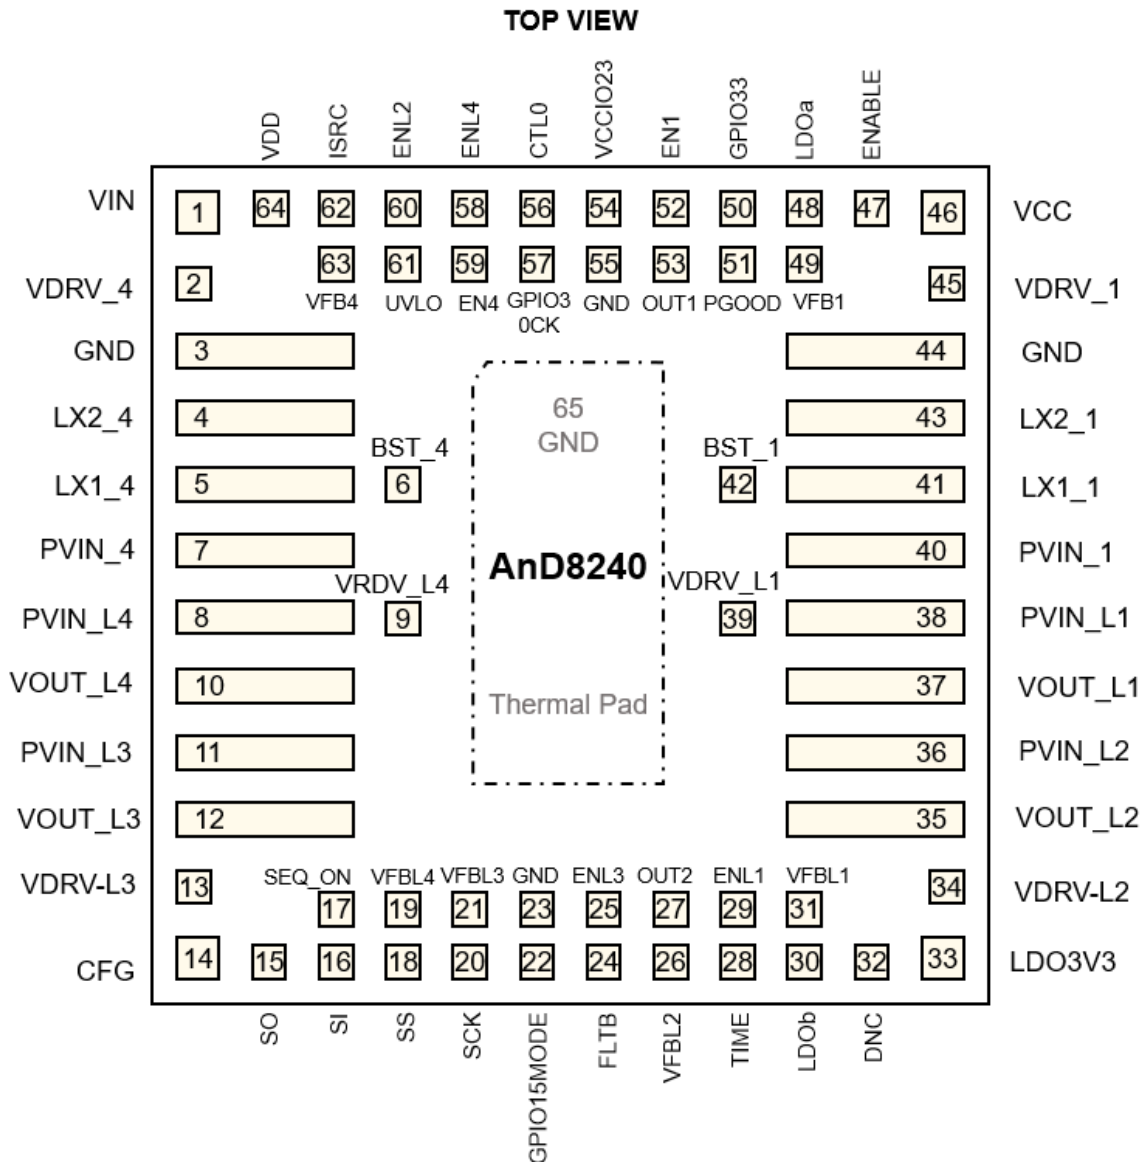 TOP VIEW
VDD
ISRC
ENL2
ENL4
CTL0
VCCIO23
EN1
GPIO33
LDOa
ENABLE
VIN
1
64
62
60
58
56
54
52
50
48
47
46
VCC
63
61
59
57
55
53
51
49
VDRV_4
2
VFB4
UVLO
EN4
GPIO3
0CK
GND
OUT1
PGOOD
VFB1
45
VDRV_1
GND
3
44
GND
LX2_4
4
65
GND
43
LX2_1
BST_4
BST_1
LX1_4
5
6
42
41
LX1_1
PVIN_4
7
AnD8240
40
PVIN_1
VRDV_L4
VDRV_L1
PVIN_L4
8
9
39
38
PVIN_L1
VOUT_L4
10
Thermal Pad
37
VOUT_L1
PVIN_L3
11
36
PVIN_L2
VOUT_L3
12
35
VOUT_L2
VDRV-L3
13
SEQ_ON
VFBL4
VFBL3
GND
ENL3
OUT2
ENL1
VFBL1
34
VDRV-L2
17
19
21
23
25
27
29
31
CFG
14
15
16
18
20
22
24
26
28
30
32
33
LDO3V3
SO
SI
SS
SCK
GPIO15MODE
FLTB
VFBL2
TIME
LDOb
DNC